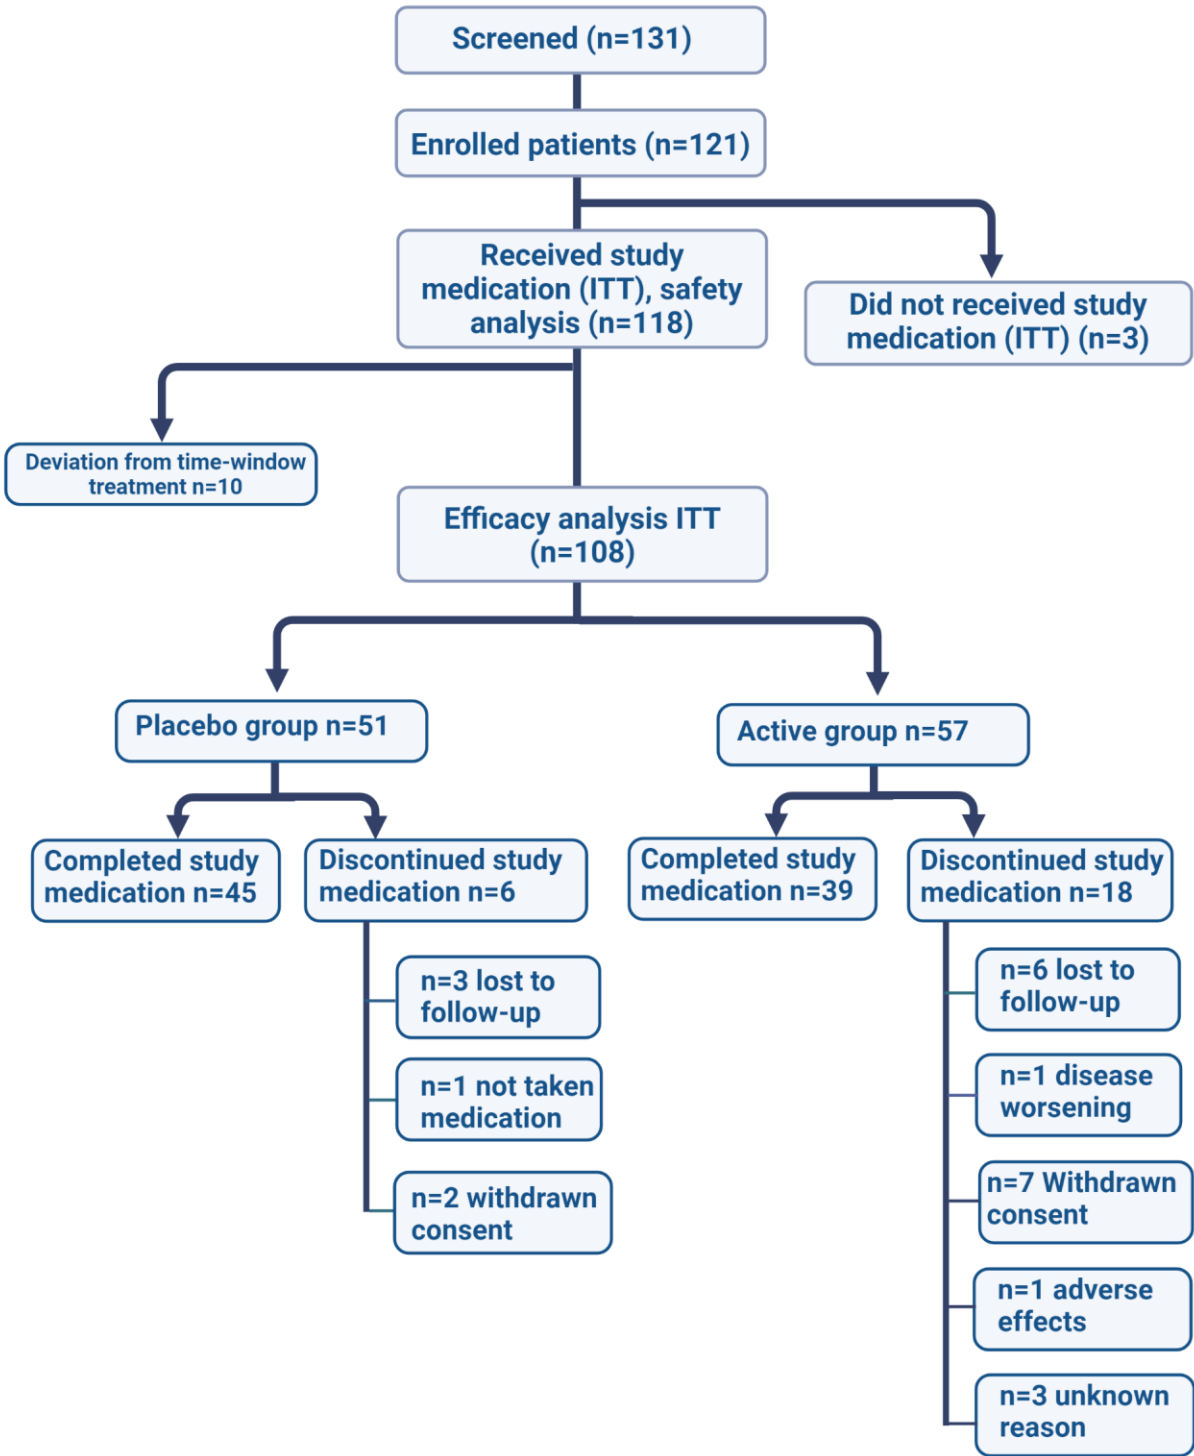 Screened (n=131)
Enrolled patients (n=121)
Received study
medication (ITT), safety
analysis (n=118)
Did not received study
medication (ITT) (n=3)
Deviation from time-window
treatment n=10
Efficacy analysis ITT
(n=108)
Placebo group n=51
Active group n=57
Completed study
medication n=45
Discontinued study
medication n=6
Completed study
medication n=39
Discontinued study
medication n=18
n=3 lost to
follow-up
n=1 not taken
medication
n=2 withdrawn
consent
n=6 lost to
follow-up
n=1 disease
worsening
n=7 Withdrawn
consent
n=1 adverse
effects
n=3 unknown
reason